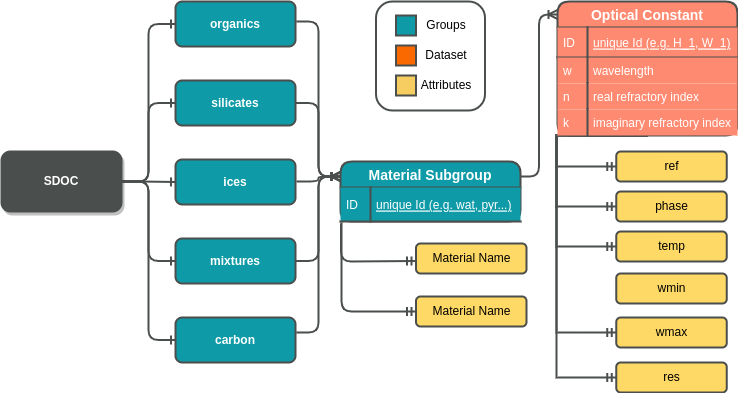 SDOC
organics
silicates
ices
mixtures
carbon
Groups
Dataset
Attributes
Material Subgroup
ID unique Id (e.g. wat, pyr...)
Material Name
Material Name
Optical Constant
ID unique Id (e.g. H_1, W_1)
w wavelength
n real refractory index
k imaginary refractory index
ref
phase
temp
wmin
wmax
res